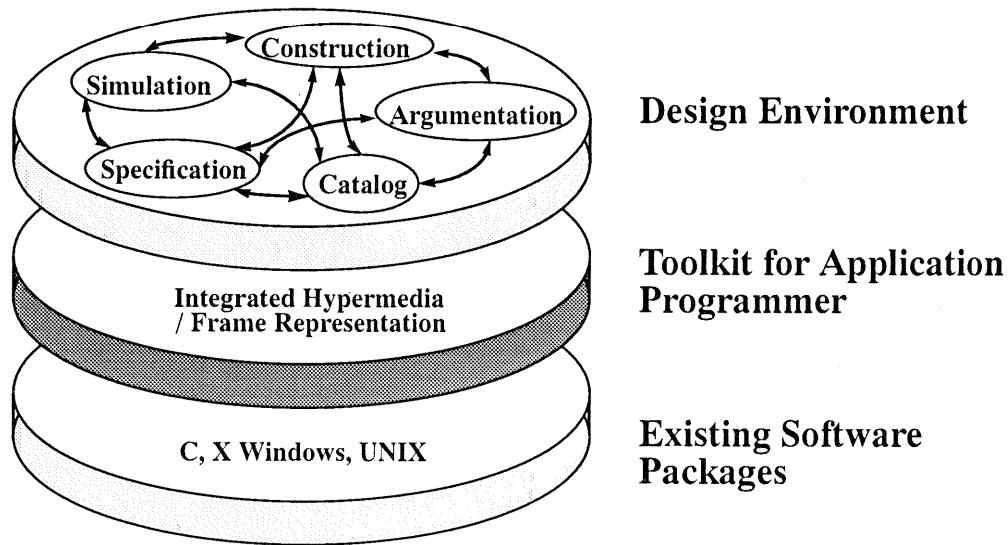 Construction
Simulation
Argumentation
Specification
Catalog
Design Environment
Integrated Hypermedia
/ Frame Representation
Toolkit for Application
Programmer
C, X Windows, UNIX
Existing Software
Packages